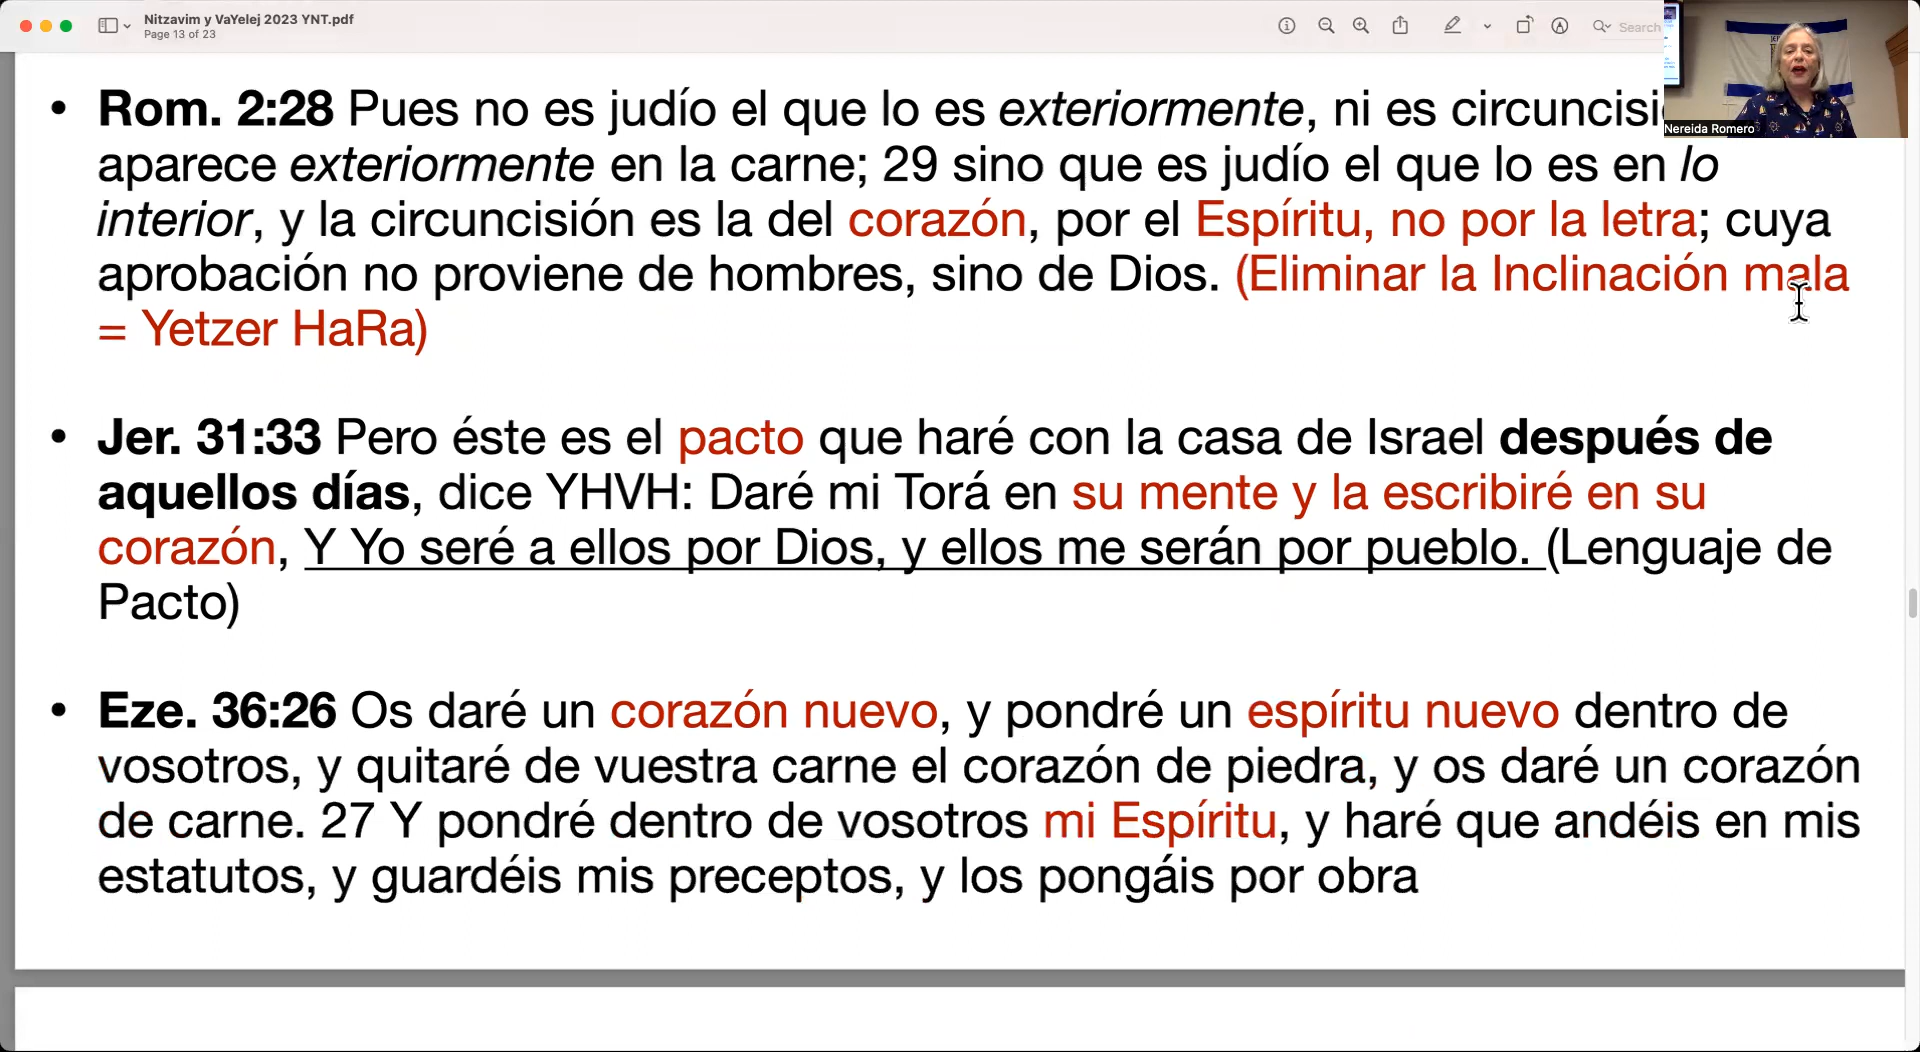 Nitzavim y VaYelej 2023 YNT.pdf
Page 13 of 23
Search
Nereida Romero
• Rom. 2:28 Pues no es judío el que lo es exteriormente, ni es
aparece exteriormente en la carne; 29 sino que es judío el que lo es en lo
interior, y la circuncisión es la del corazón, por el Espíritu, no por la letra; cuya
aprobación no proviene de hombres, sino de Dios. (Eliminar la Inclinación mala
= Yetzer HaRa)
• Jer. 31:33 Pero éste es el pacto que haré con la casa de Israel después de
aquellos días, dice YHVH: Daré mi Torá en su mente y la escribiré en su
corazón, Y Yo seré a ellos por Dios, y ellos me serán por pueblo. (Lenguaje de
Pacto)
• Eze. 36:26 Os daré un corazón nuevo, y pondré un espíritu nuevo dentro de
vosotros, y quitaré de vuestra carne el corazón de piedra, y os daré un corazón
de carne. 27 Y pondré dentro de vosotros mi Espíritu, y haré que andéis en mis
estatutos, y guardéis mis preceptos, y los pongáis por obra